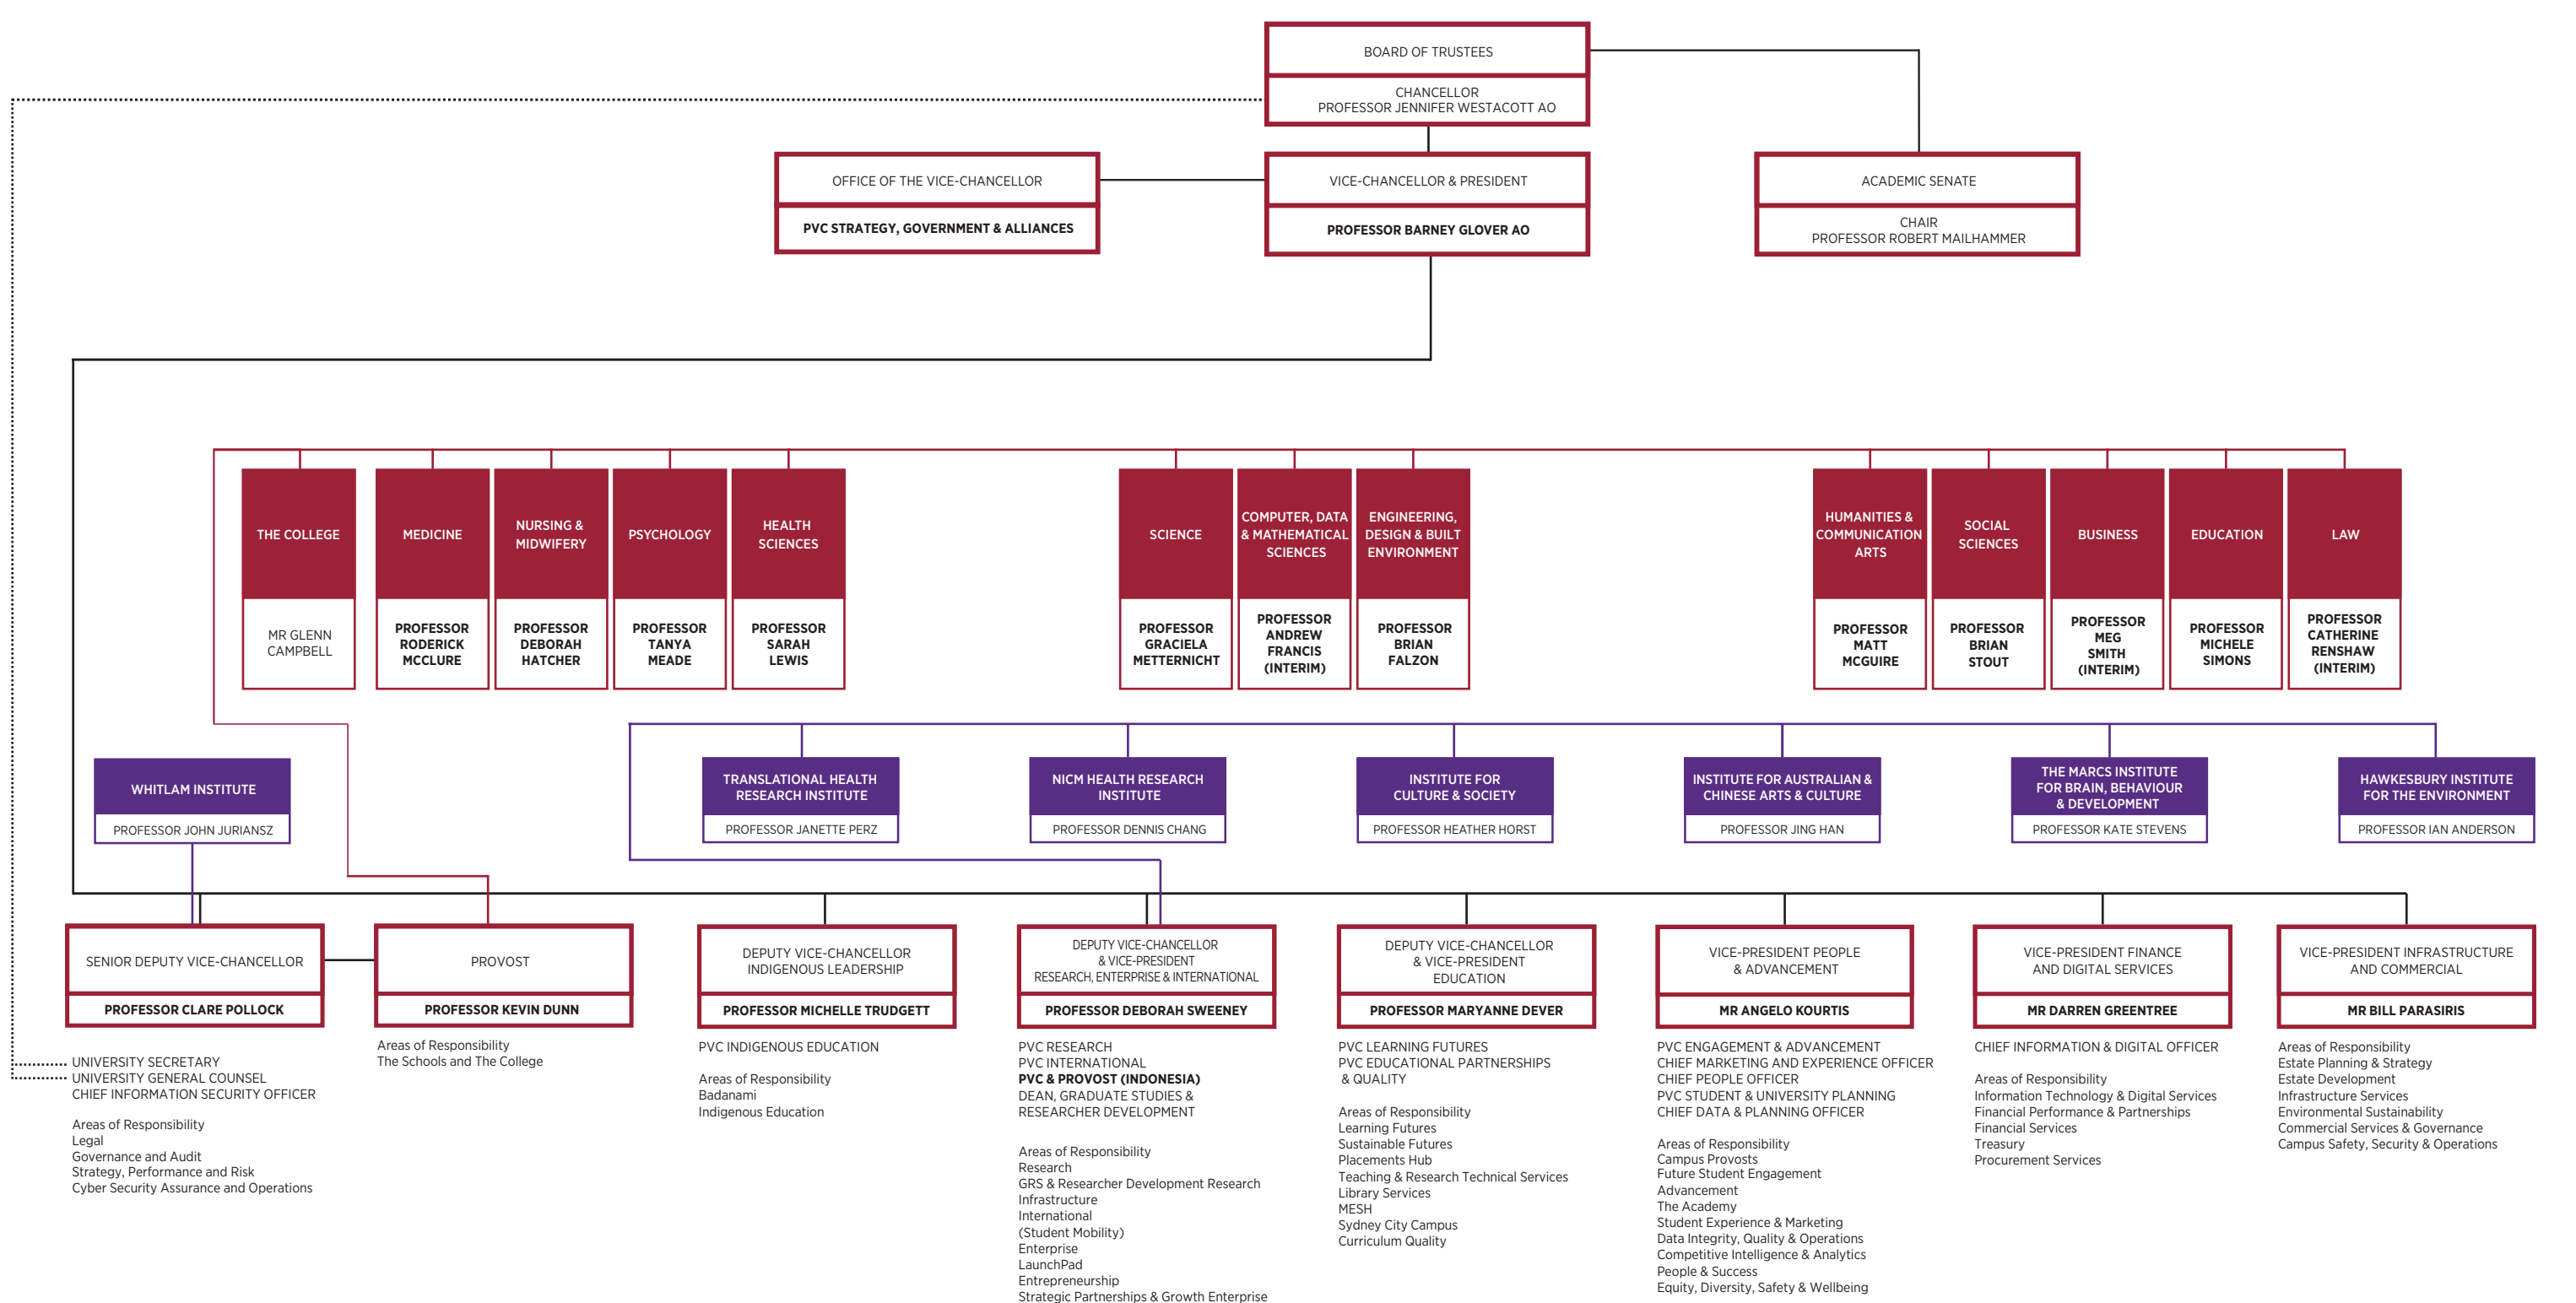 BOARD OF TRUSTEES
CHANCELLOR
PROFESSOR JENNIFER WESTACOTT AO
OFFICE OF THE VICE-CHANCELLOR
PVC STRATEGY, GOVERNMENT & ALLIANCES
VICE-CHANCELLOR & PRESIDENT
PROFESSOR BARNEY GLOVER AO
ACADEMIC SENATE
CHAIR
PROFESSOR ROBERT MAILHAMMER
THE COLLEGE
MR GLENN
CAMPBELL
MEDICINE
PROFESSOR
RODERICK
MCCLURE
NURSING &
MIDWIFERY
PROFESSOR
DEBORAH
HATCHER
PSYCHOLOGY
PROFESSOR
TANYA
MEADE
HEALTH
SCIENCES
PROFESSOR
SARAH
LEWIS
SCIENCE
PROFESSOR
GRACIELA
METTERNICHT
COMPUTER, DATA
& MATHEMATICAL
SCIENCES
PROFESSOR
ANDREW
FRANCIS
(INTERIM)
ENGINEERING,
DESIGN & BUILT
ENVIRONMENT
PROFESSOR
BRIAN
FALZON
HUMANITIES &
COMMUNICATION
ARTS
PROFESSOR
MATT
MCGUIRE
SOCIAL
SCIENCES
PROFESSOR
BRIAN
STOUT
BUSINESS
PROFESSOR
MEG
SMITH
(INTERIM)
EDUCATION
PROFESSOR
MICHELE
SIMONS
LAW
PROFESSOR
CATHERINE
RENSHAW
(INTERIM)
WHITLAM INSTITUTE
PROFESSOR JOHN JURIANSZ
TRANSLATIONAL HEALTH
RESEARCH INSTITUTE
PROFESSOR JANETTE PERZ
NICM HEALTH RESEARCH
INSTITUTE
PROFESSOR DENNIS CHANG
INSTITUTE FOR
CULTURE & SOCIETY
PROFESSOR HEATHER HORST
INSTITUTE FOR AUSTRALIAN &
CHINESE ARTS & CULTURE
PROFESSOR JING HAN
THE MARCS INSTITUTE
FOR BRAIN, BEHAVIOUR
& DEVELOPMENT
PROFESSOR KATE STEVENS
HAWKESBURY INSTITUTE
FOR THE ENVIRONMENT
PROFESSOR IAN ANDERSON
SENIOR DEPUTY VICE-CHANCELLOR
PROFESSOR CLARE POLLOCK
UNIVERSITY SECRETARY
UNIVERSITY GENERAL COUNSEL
CHIEF INFORMATION SECURITY OFFICER
Areas of Responsibility
Legal
Governance and Audit
Strategy, Performance and Risk
Cyber Security Assurance and Operations
PROVOST
PROFESSOR KEVIN DUNN
Areas of Responsibility
The Schools and The College
DEPUTY VICE-CHANCELLOR
INDIGENOUS LEADERSHIP
PROFESSOR MICHELLE TRUDGETT
PVC INDIGENOUS EDUCATION
Areas of Responsibility
Badanami
Indigenous Education
DEPUTY VICE-CHANCELLOR
& VICE-PRESIDENT
RESEARCH, ENTERPRISE & INTERNATIONAL
PROFESSOR DEBORAH SWEENEY
PVC RESEARCH
PVC INTERNATIONAL
PVC & PROVOST (INDONESIA)
DEAN, GRADUATE STUDIES &
RESEARCHER DEVELOPMENT
Areas of Responsibility
Research
GRS & Researcher Development Research
Infrastructure
International
(Student Mobility)
Enterprise
LaunchPad
Entrepreneurship
Strategic Partnerships & Growth Enterprise
DEPUTY VICE-CHANCELLOR
& VICE-PRESIDENT
EDUCATION
PROFESSOR MARYANNE DEVER
PVC LEARNING FUTURES
PVC EDUCATIONAL PARTNERSHIPS
& QUALITY
Areas of Responsibility
Learning Futures
Sustainable Futures
Placements Hub
Teaching & Research Technical Services
Library Services
MESH
Sydney City Campus
Curriculum Quality
VICE-PRESIDENT PEOPLE
& ADVANCEMENT
MR ANGELO KOURTIS
PVC ENGAGEMENT & ADVANCEMENT
CHIEF MARKETING AND EXPERIENCE OFFICER
CHIEF PEOPLE OFFICER
PVC STUDENT & UNIVERSITY PLANNING
CHIEF DATA & PLANNING OFFICER
Areas of Responsibility
Campus Provosts
Future Student Engagement
Advancement
The Academy
Student Experience & Marketing
Data Integrity, Quality & Operations
Competitive Intelligence & Analytics
People & Success
Equity, Diversity, Safety & Wellbeing
VICE-PRESIDENT FINANCE
AND DIGITAL SERVICES
MR DARREN GREENTREE
CHIEF INFORMATION & DIGITAL OFFICER
Areas of Responsibility
Information Technology & Digital Services
Financial Performance & Partnerships
Financial Services
Treasury
Procurement Services
VICE-PRESIDENT INFRASTRUCTURE
AND COMMERCIAL
MR BILL PARASIRIS
Areas of Responsibility
Estate Planning & Strategy
Estate Development
Infrastructure Services
Environmental Sustainability
Commercial Services & Governance
Campus Safety, Security & Operations